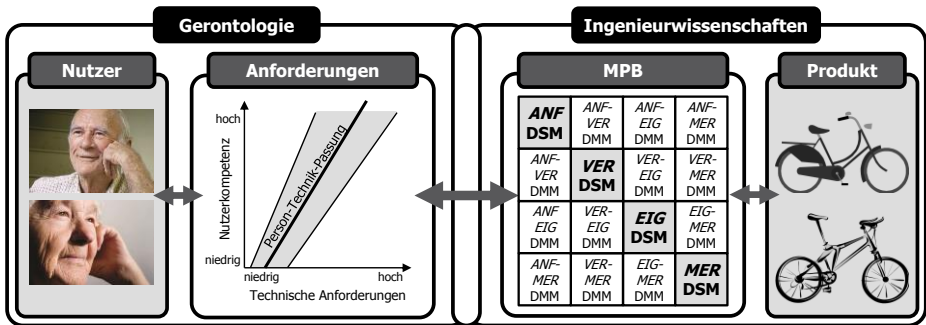 Gerontologie
Ingenieurwissenschaften
Nutzer
Anforderungen
MPB
Produkt
hoch
Nutzerkompetenz
niedrig
Person-Technik-Passung
niedrig
hoch
Technische Anforderungen
ANF DSM
ANF-VER DMM
ANF-EIG DMM
ANF-MER DMM
ANF-VER DMM
VER DSM
VER-EIG DMM
VER-MER DMM
ANF EIG DMM
VER-EIG DMM
EIG DSM
EIG-MER DMM
ANF-MER DMM
VER-MER DMM
EIG-MER DMM
MER DSM